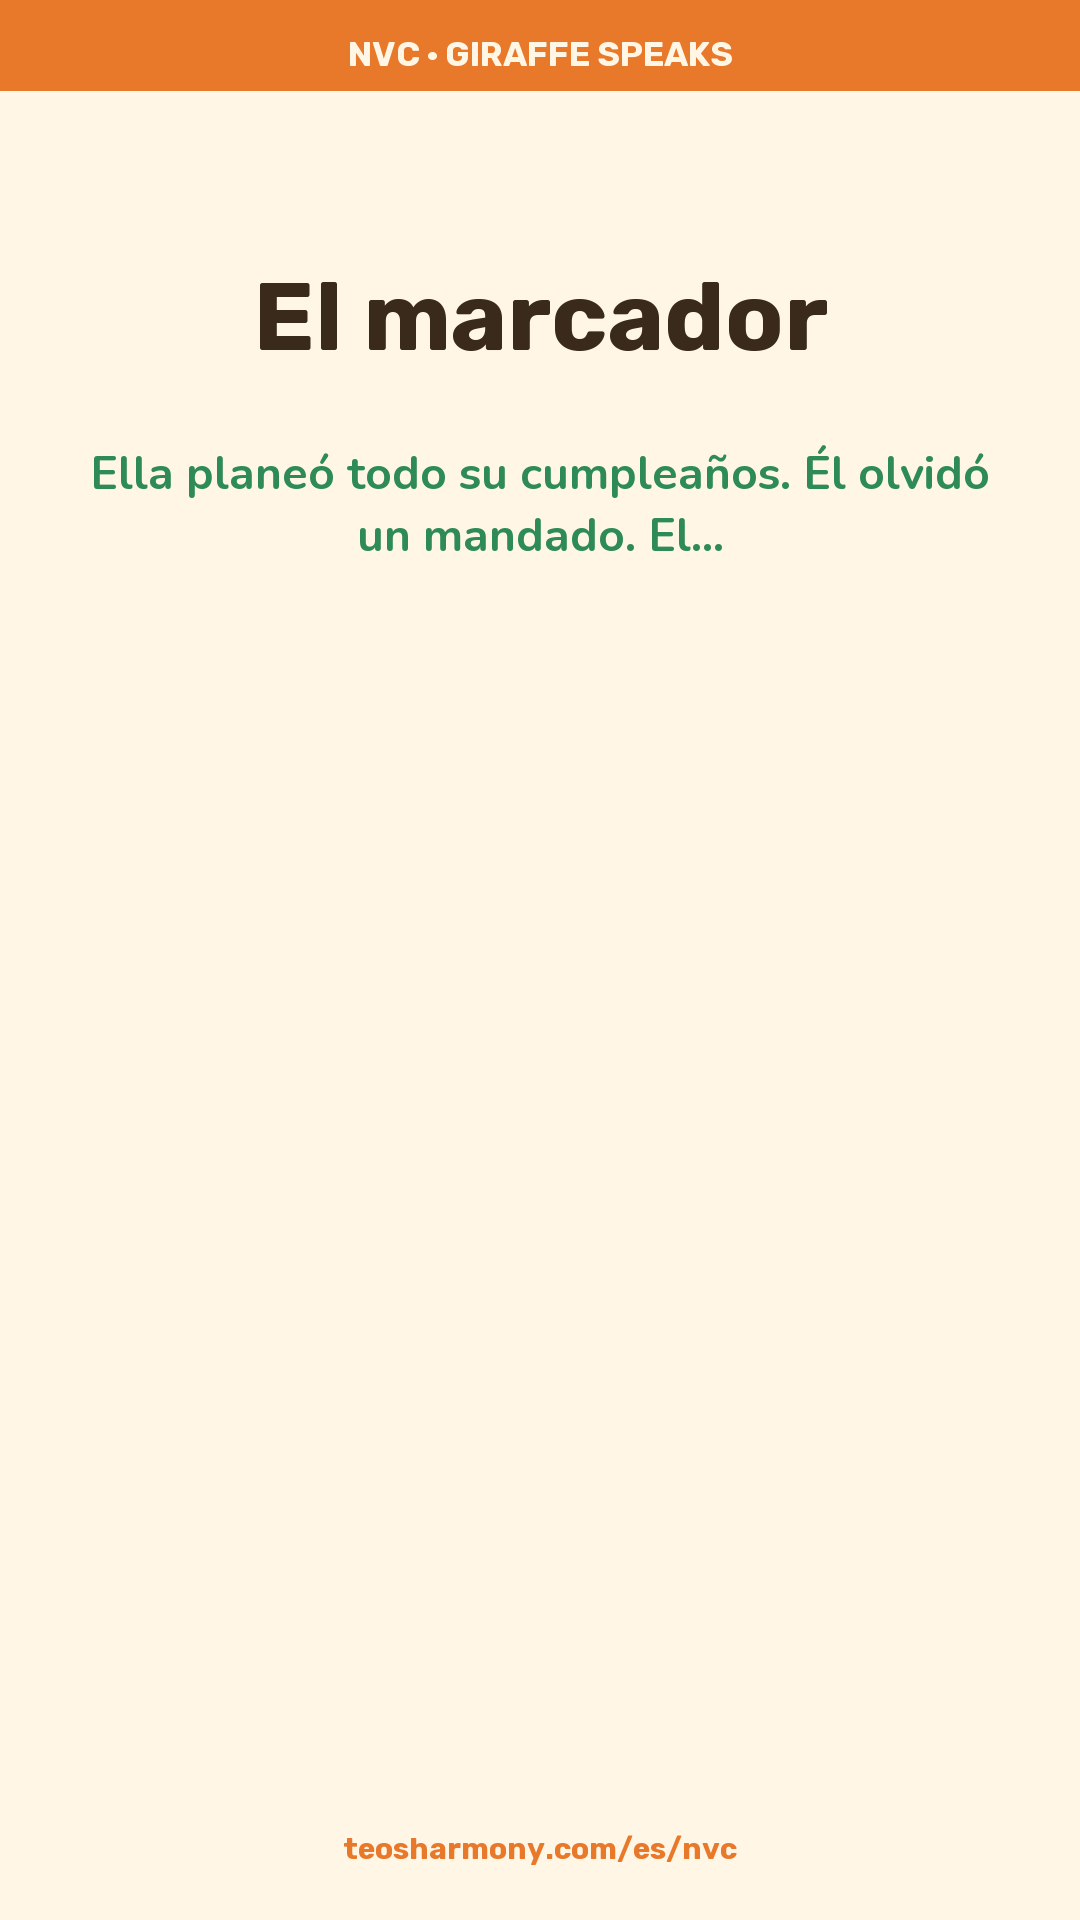 NVC • GIRAFFE SPEAKS
El marcador
Ella planeó todo su cumpleaños. Él olvidó
un mandado. El...
teosharmony.com/es/nvc